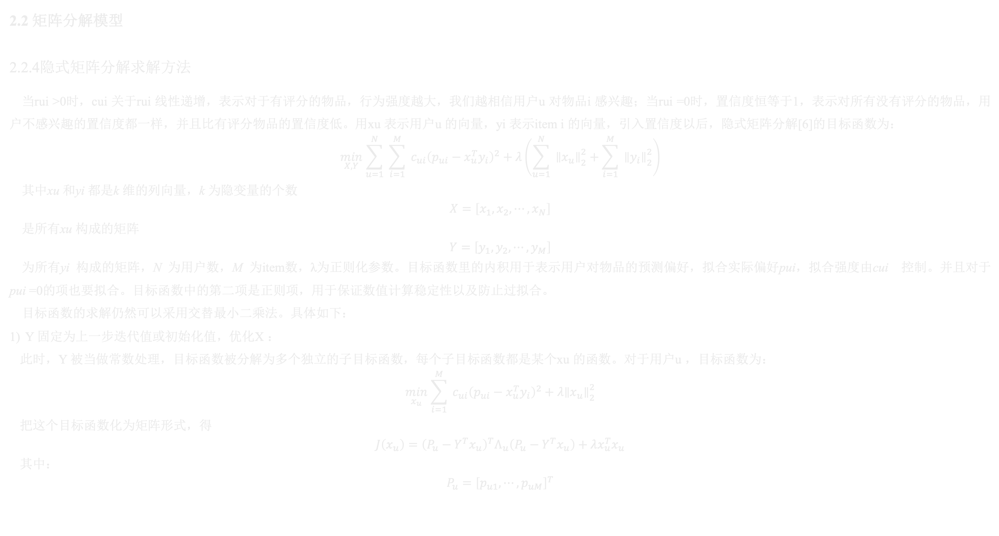 2.2 矩阵分解模型
2.2.4隐式矩阵分解求解方法
当rui >0时，cui 关于rui 线性递增，表示对于有评分的物品，行为强度越大，我们越相信用户u 对物品i 感兴趣；当rui =0时，置信度恒等于1，表示对所有没有评分的物品，用
户不感兴趣的置信度都一样，并且比有评分物品的置信度低。用xu 表示用户u 的向量，yi 表示item i 的向量，引入置信度以后，隐式矩阵分解[6]的目标函数为：
$\min_{X,Y} \sum_{u=1}^{N} \sum_{i=1}^{M} c_{ui}(p_{ui} - x_u^T y_i)^2 + \lambda \left( \sum_{u=1}^{N} \|x_u\|_2^2 + \sum_{i=1}^{M} \|y_i\|_2^2 \right)$
其中xu 和yi 都是k 维的列向量，k 为隐变量的个数
$X = [x_1, x_2, \cdots, x_N]$
是所有xu 构成的矩阵
$Y = [y_1, y_2, \cdots, y_M]$
为所有yi 构成的矩阵，N 为用户数，M 为item数，λ为正则化参数。目标函数里的内积用于表示用户对物品的预测偏好，拟合实际偏好pui，拟合强度由cui 控制。并且对于
pui =0的项也要拟合。目标函数中的第二项是正则项，用于保证数值计算稳定性以及防止过拟合。
目标函数的求解仍然可以采用交替最小二乘法。具体如下：
1) Y 固定为上一步迭代值或初始化值，优化X：
此时，Y 被当做常数处理，目标函数被分解为多个独立的子目标函数，每个子目标函数都是某个xu 的函数。对于用户u ，目标函数为：
$\min_{x_u} \sum_{i=1}^{M} c_{ui}(p_{ui} - x_u^T y_i)^2 + \lambda \|x_u\|_2^2$
把这个目标函数化为矩阵形式，得
$J(x_u) = (P_u - Y^T x_u)^T \Lambda_u (P_u - Y^T x_u) + \lambda x_u^T x_u$
其中：
$P_u = [p_{u1}, \cdots, p_{uM}]^T$